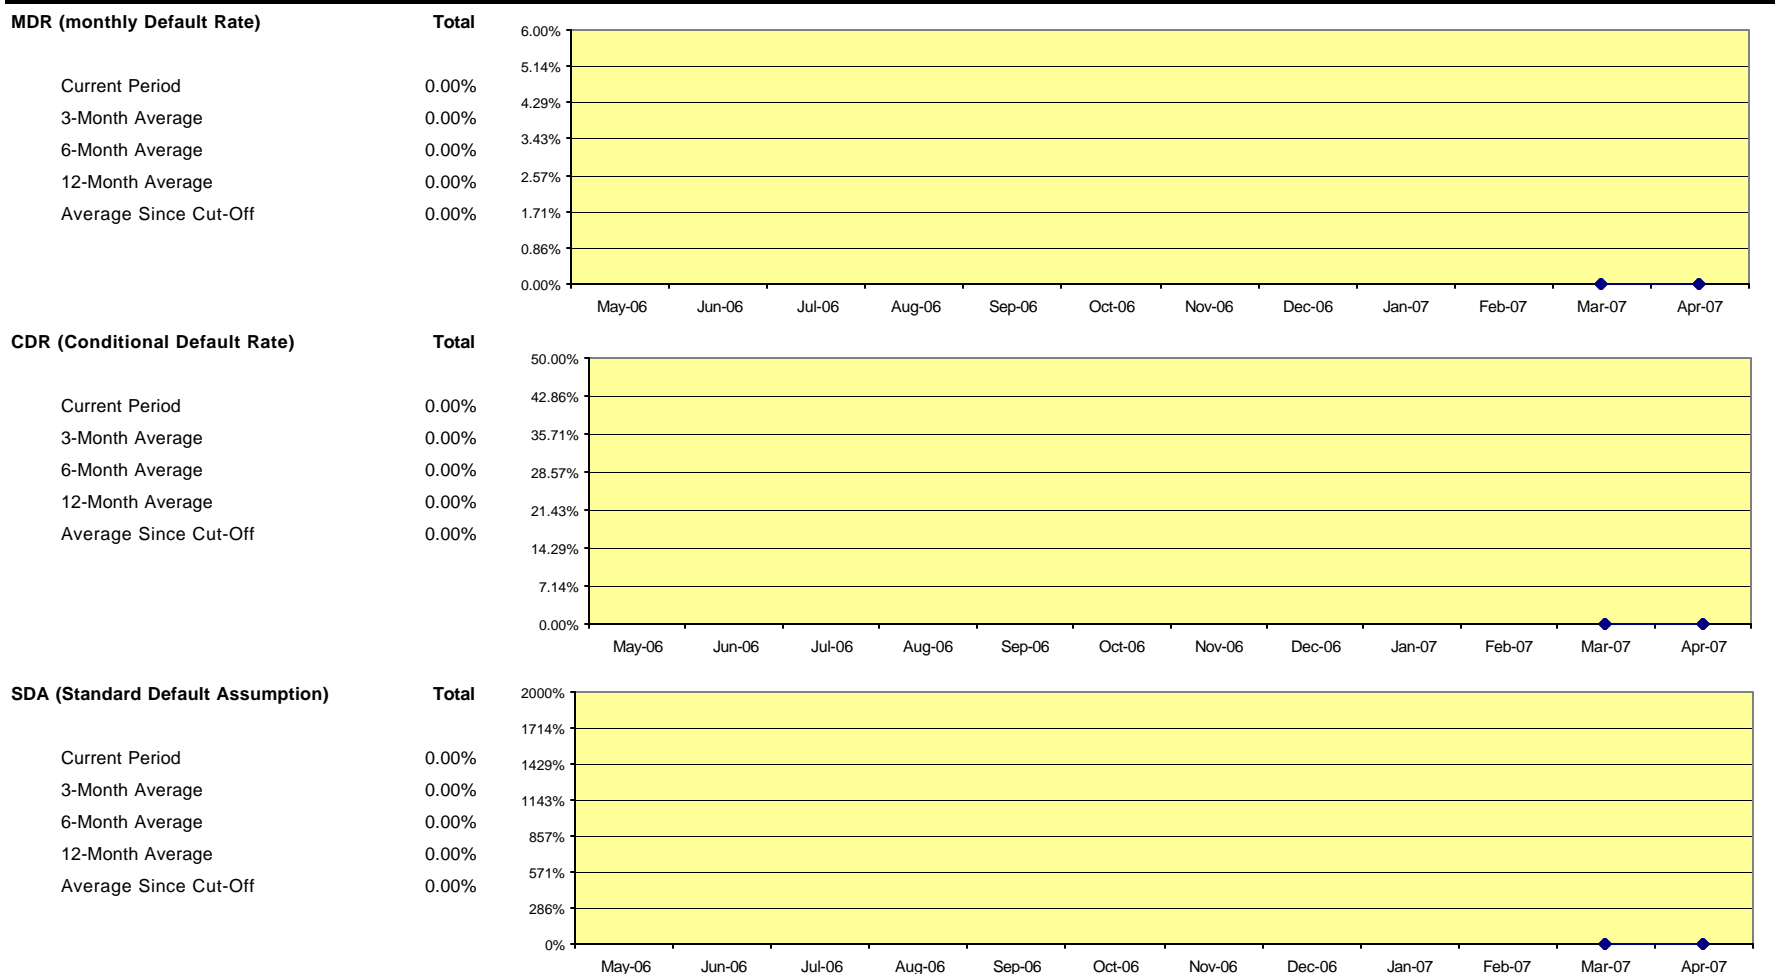 MDR (monthly Default Rate) Total
Current Period 0.00%
3-Month Average 0.00%
6-Month Average 0.00%
12-Month Average 0.00%
Average Since Cut-Off 0.00%
6.00%
5.14%
4.29%
3.43%
2.57%
1.71%
0.86%
0.00%
May-06 Jun-06 Jul-06 Aug-06 Sep-06 Oct-06 Nov-06 Dec-06 Jan-07 Feb-07 Mar-07 Apr-07
CDR (Conditional Default Rate) Total
Current Period 0.00%
3-Month Average 0.00%
6-Month Average 0.00%
12-Month Average 0.00%
Average Since Cut-Off 0.00%
50.00%
42.86%
35.71%
28.57%
21.43%
14.29%
7.14%
0.00%
May-06 Jun-06 Jul-06 Aug-06 Sep-06 Oct-06 Nov-06 Dec-06 Jan-07 Feb-07 Mar-07 Apr-07
SDA (Standard Default Assumption) Total
Current Period 0.00%
3-Month Average 0.00%
6-Month Average 0.00%
12-Month Average 0.00%
Average Since Cut-Off 0.00%
2000%
1714%
1429%
1143%
857%
571%
286%
0%
May-06 Jun-06 Jul-06 Aug-06 Sep-06 Oct-06 Nov-06 Dec-06 Jan-07 Feb-07 Mar-07 Apr-07